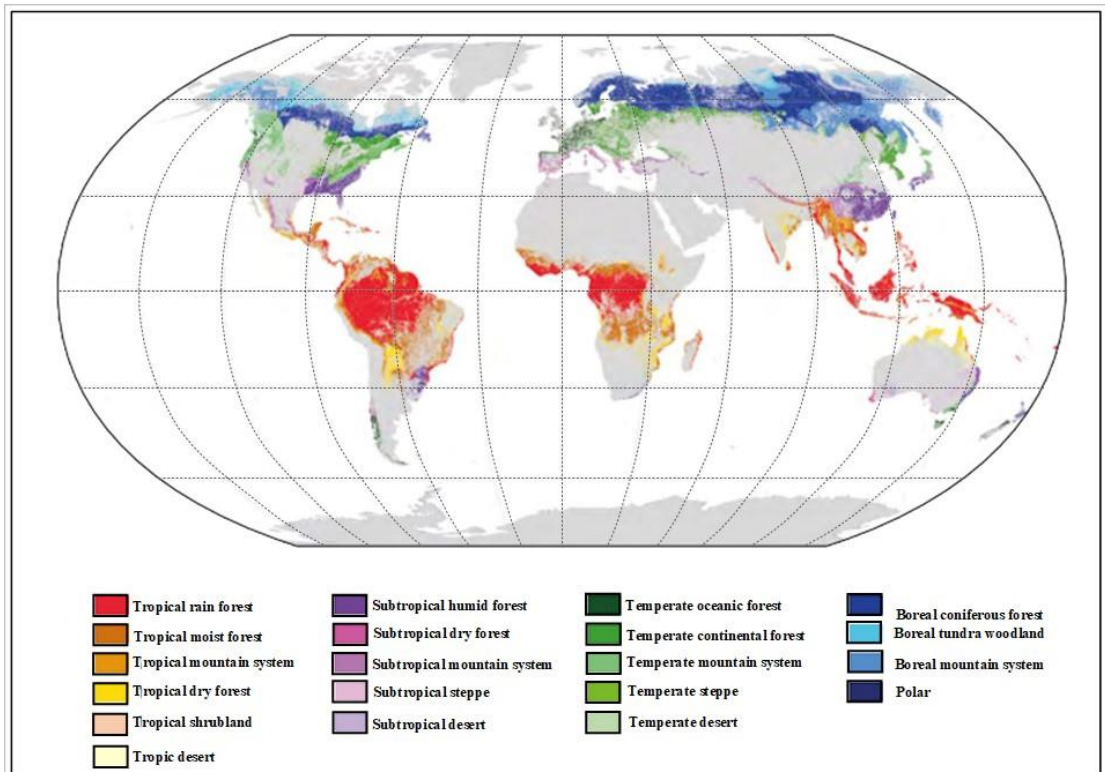 Tropical rain forest
Tropical moist forest
Tropical mountain system
Tropical dry forest
Tropical shrubland
Tropic desert
Subtropical humid forest
Subtropical dry forest
Subtropical mountain system
Subtropical steppe
Subtropical desert
Temperate oceanic forest
Temperate continental forest
Temperate mountain system
Temperate steppe
Temperate desert
Boreal coniferous forest
Boreal tundra woodland
Boreal mountain system
Polar